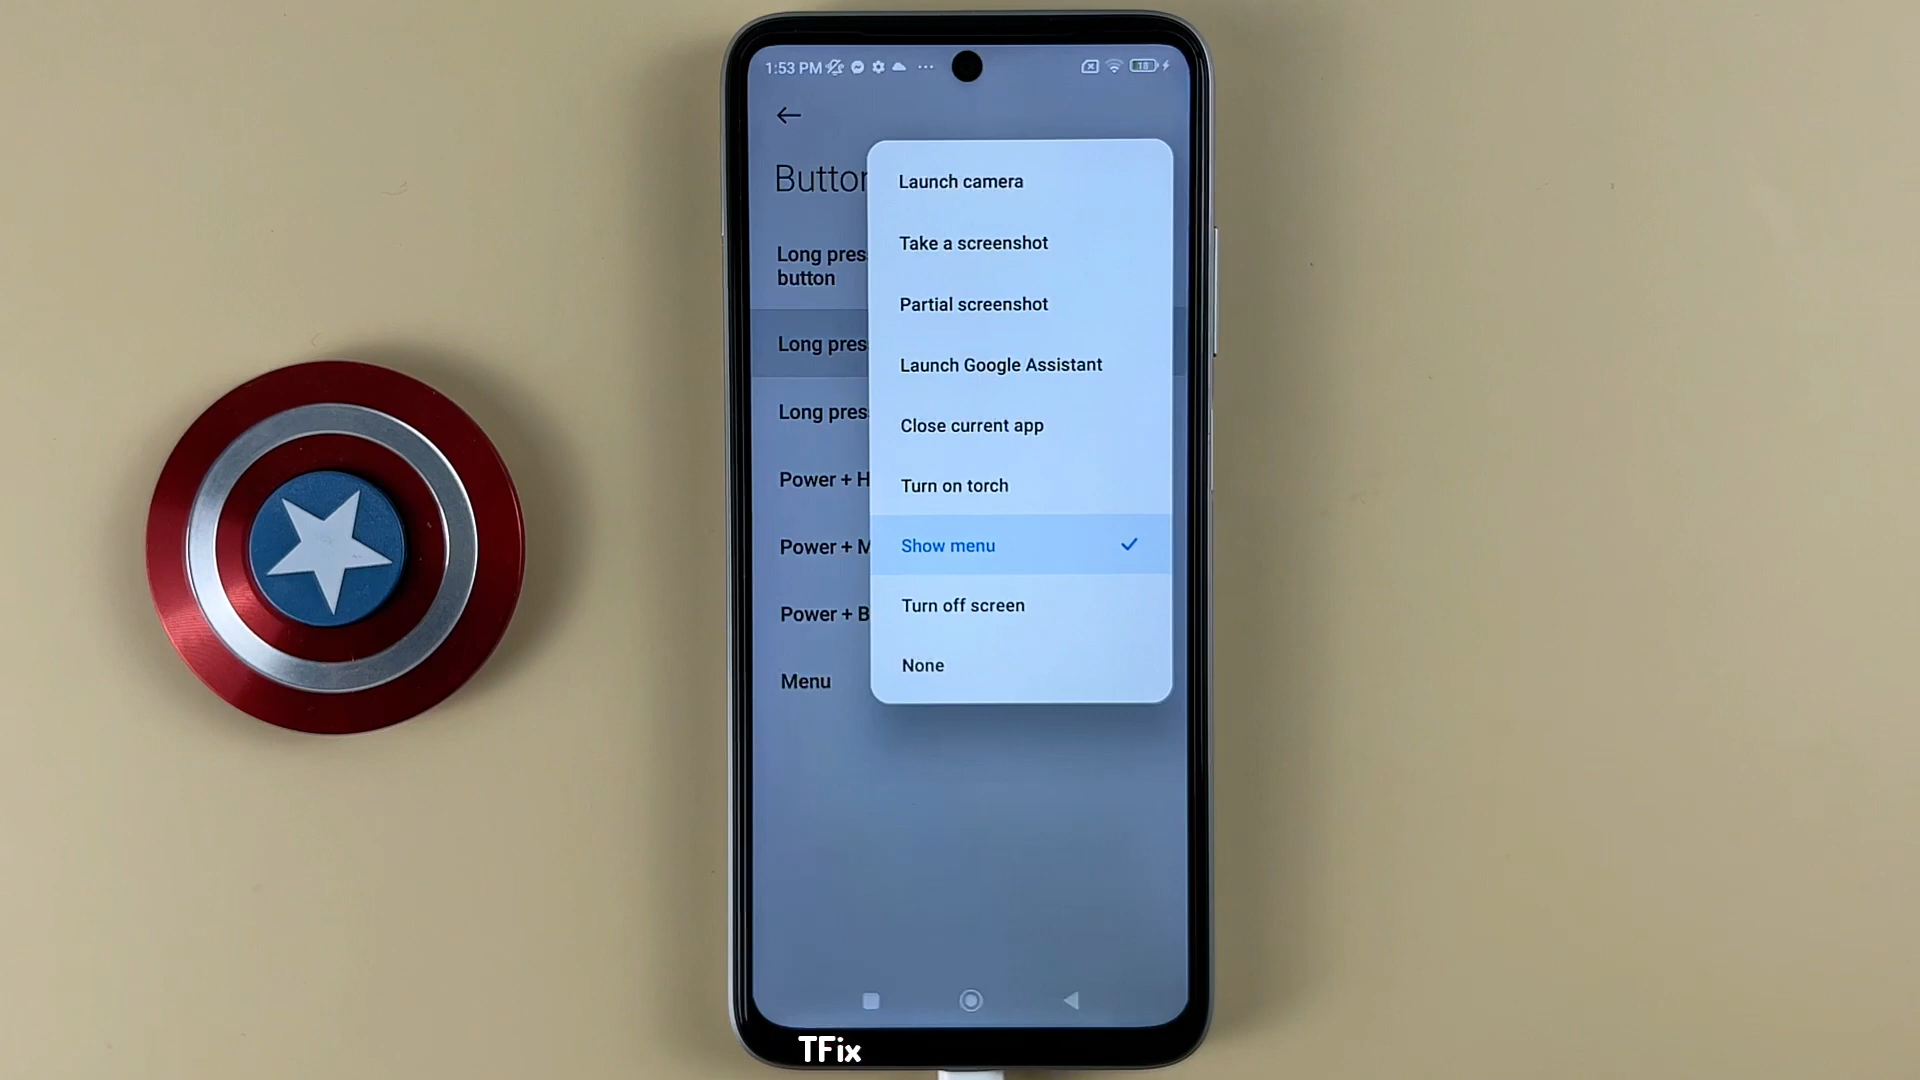 1:53 PM
18
Button
Long pres
button
Long pres
Long pres
Power + H
Power + M
Power + B
Menu
Launch camera
Take a screenshot
Partial screenshot
Launch Google Assistant
Close current app
Turn on torch
Show menu
Turn off screen
None
TFix